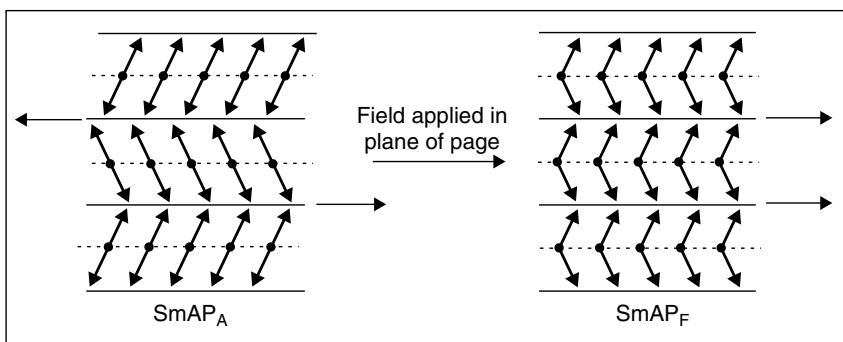 Field applied in
plane of page
SmAP_A
SmAP_F